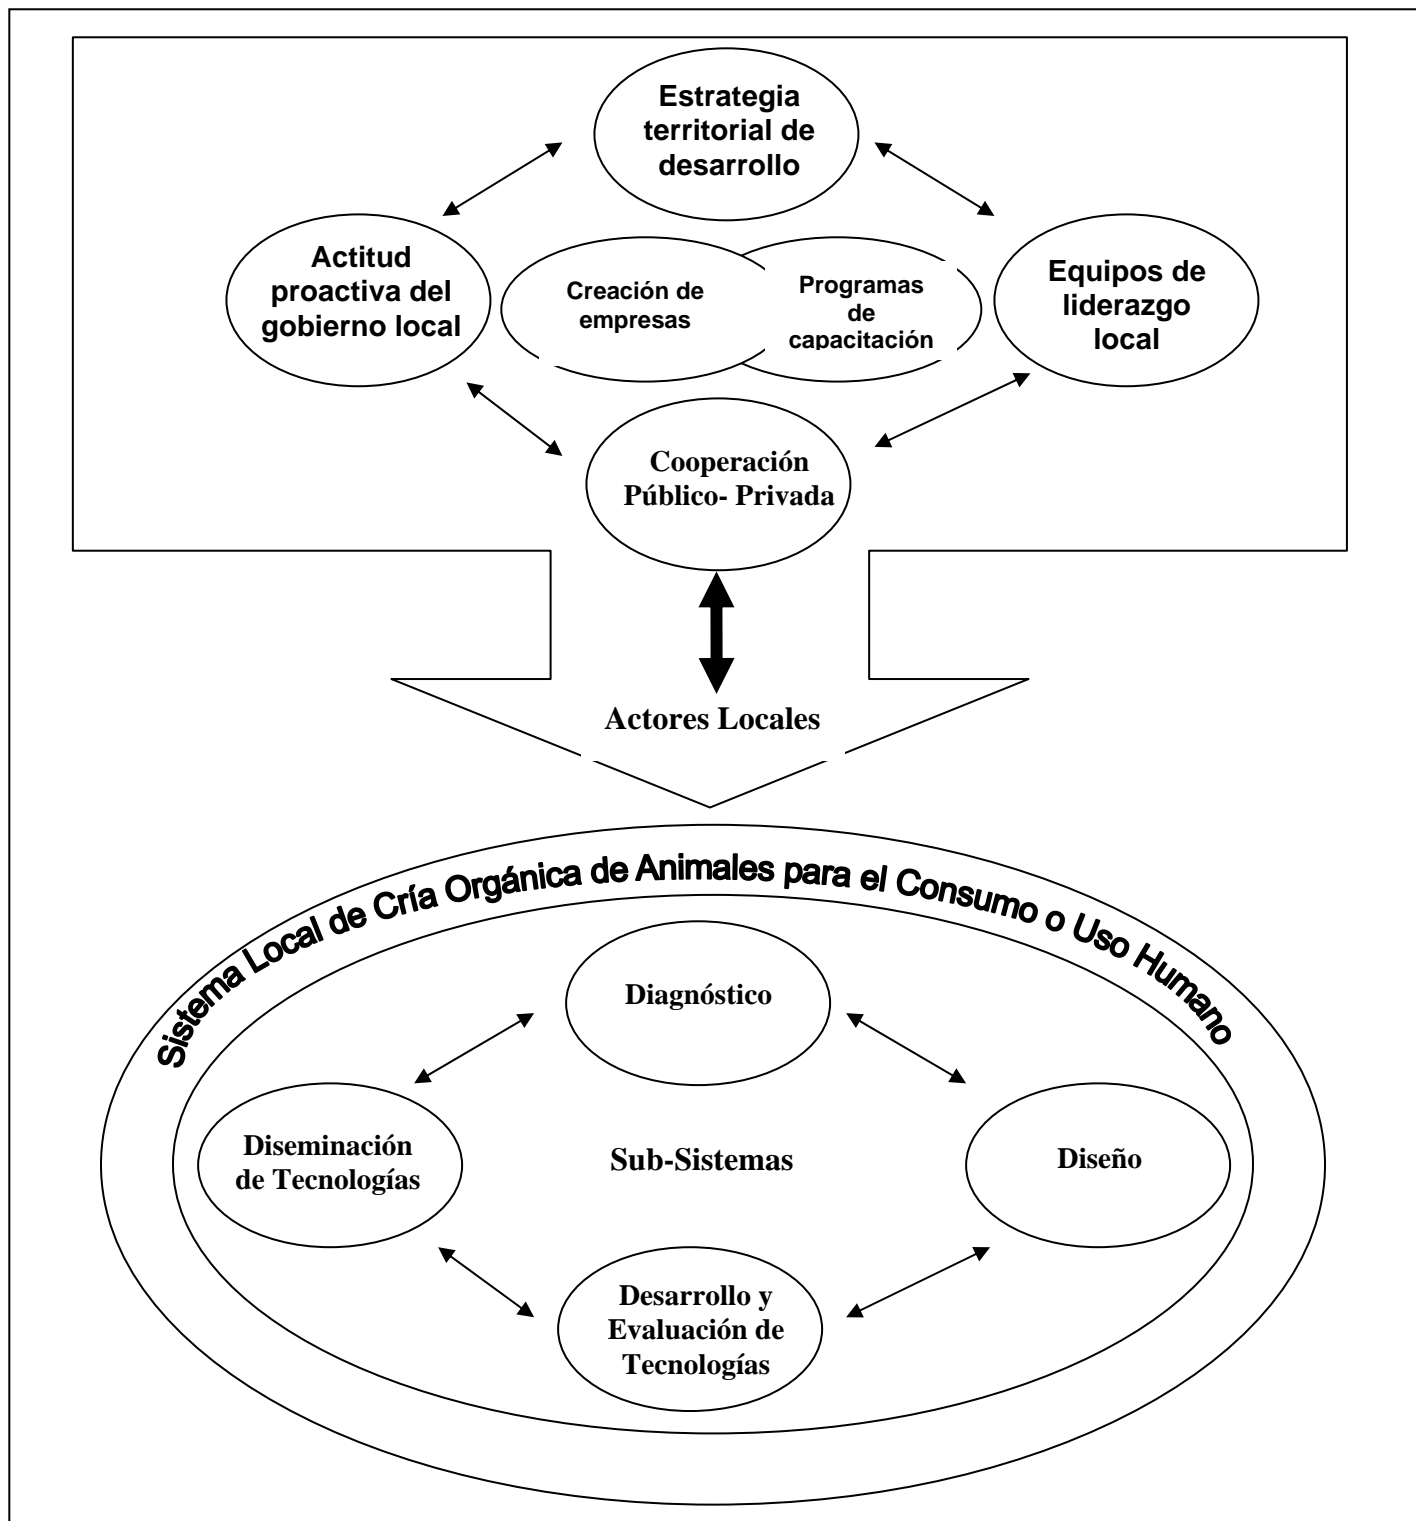 Estrategia
territorial de
desarrollo
Actitud
proactiva del
gobierno local
Creación de
empresas
Programas
de
capacitación
Equipos de
liderazgo
local
Cooperación
Público- Privada
Actores Locales
Sistema Local de Cría Orgánica de Animales para el Consumo o Uso Humano
Diagnóstico
Diseminación
de Tecnologías
Sub-Sistemas
Diseño
Desarrollo y
Evaluación de
Tecnologías